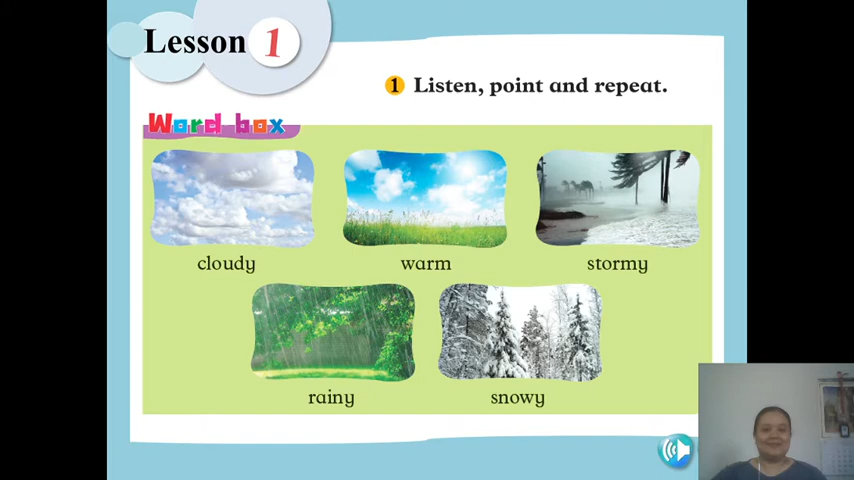 Lesson 1
1 Listen, point and repeat.
Word box
cloudy warm stormy
rainy snowy